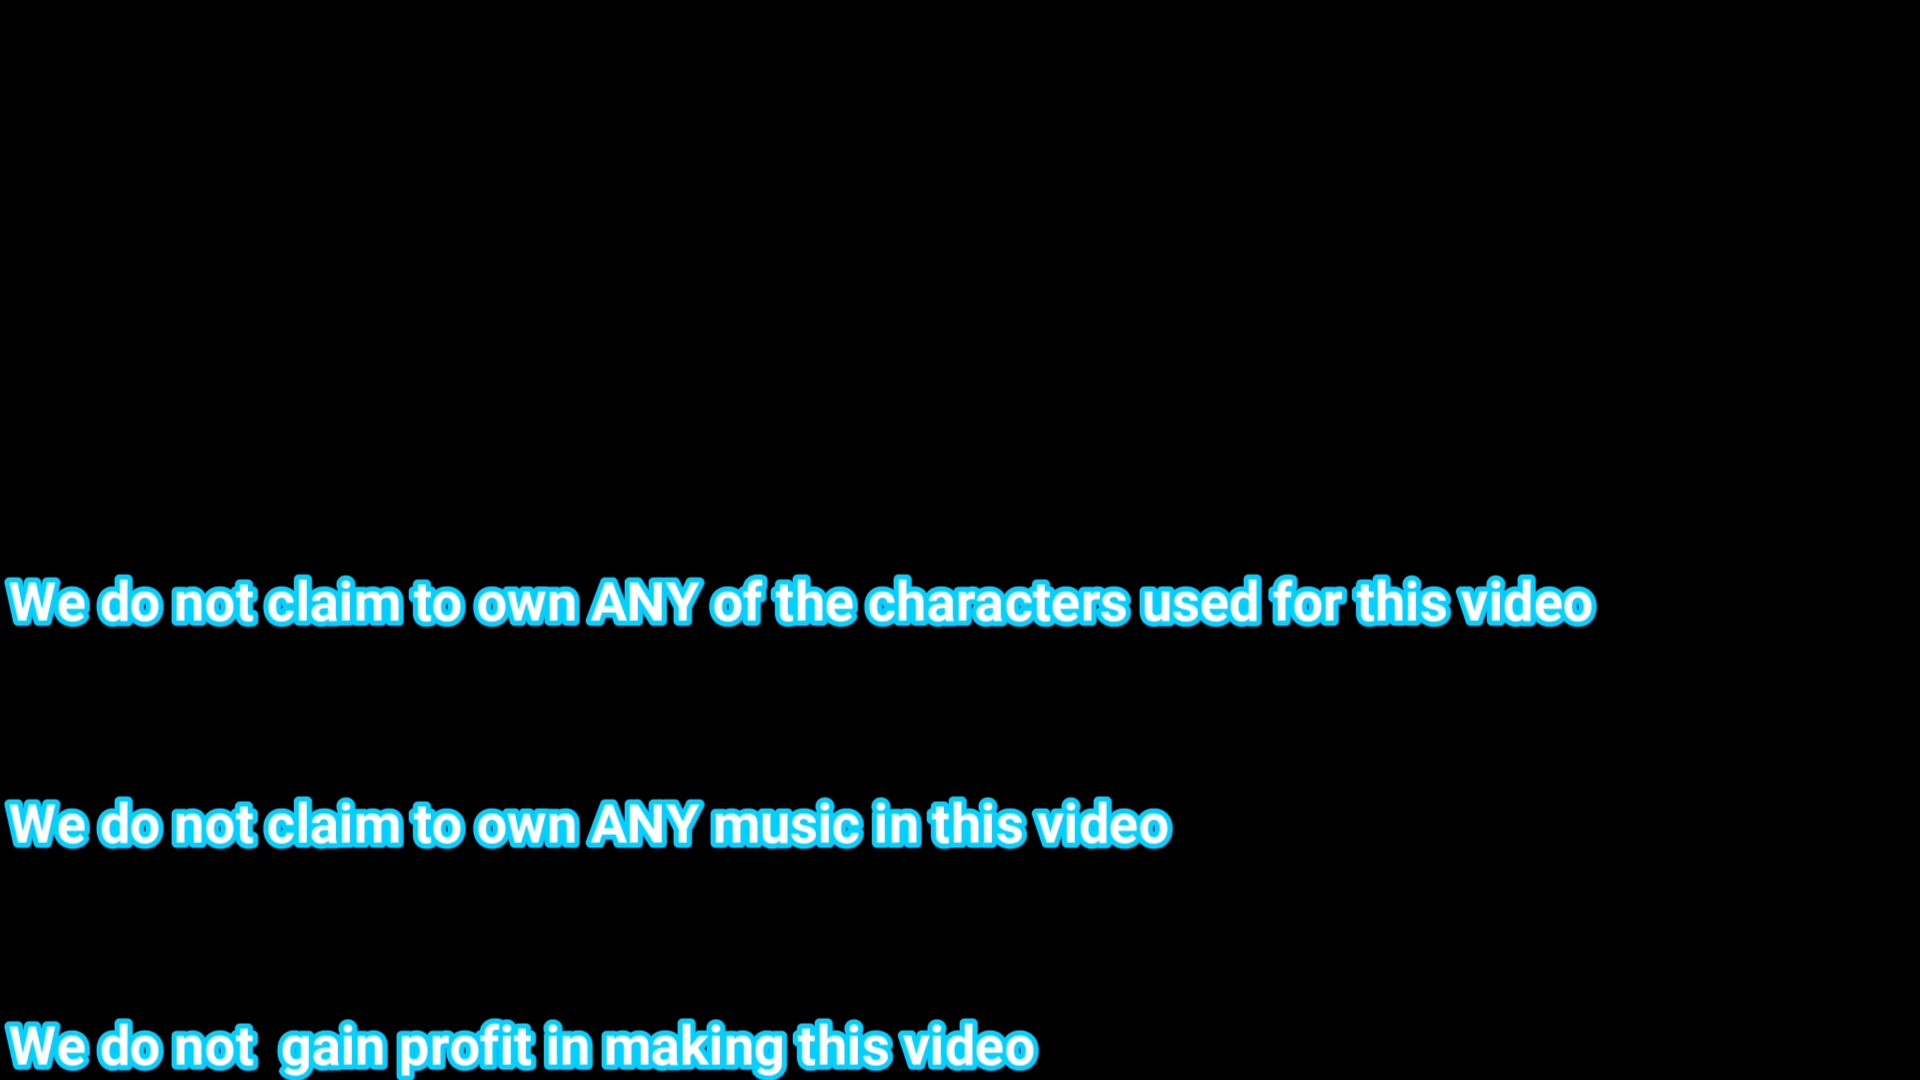 We do not claim to own ANY of the characters used for this video
We do not claim to own ANY music in this video
We do not  gain profit in making this video